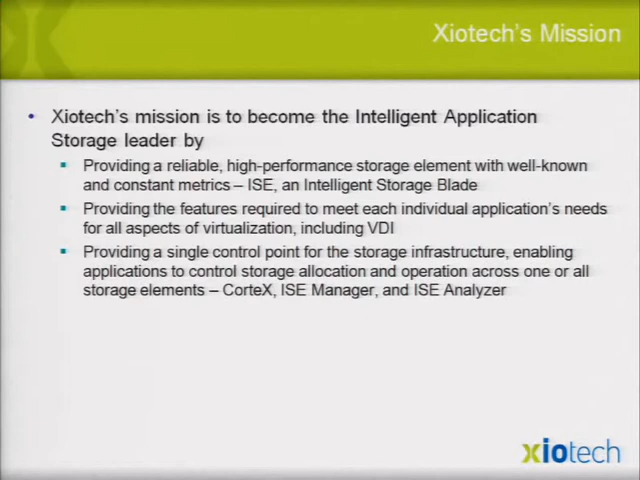 Xiotech's Mission
• Xiotech's mission is to become the Intelligent Application
Storage leader by
▪ Providing a reliable, high-performance storage element with well-known
and constant metrics – ISE, an Intelligent Storage Blade
▪ Providing the features required to meet each individual application's needs
for all aspects of virtualization, including VDI
▪ Providing a single control point for the storage infrastructure, enabling
applications to control storage allocation and operation across one or all
storage elements – CorteX, ISE Manager, and ISE Analyzer
xiotech